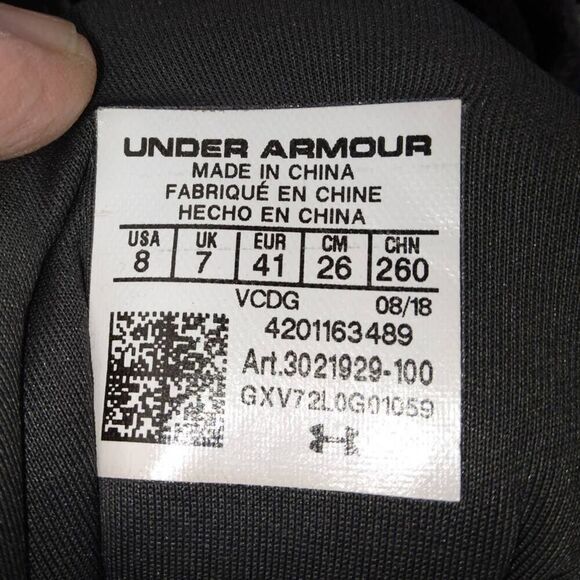 UNDER ARMOUR
MADE IN CHINA
FABRIQUÉ EN CHINE
HECHO EN CHINA
USA UK EUR CM CHN
8 7 41 26 260
VCDG 08/18
4201163489
Art.3021929-100
GXV72L0G01059